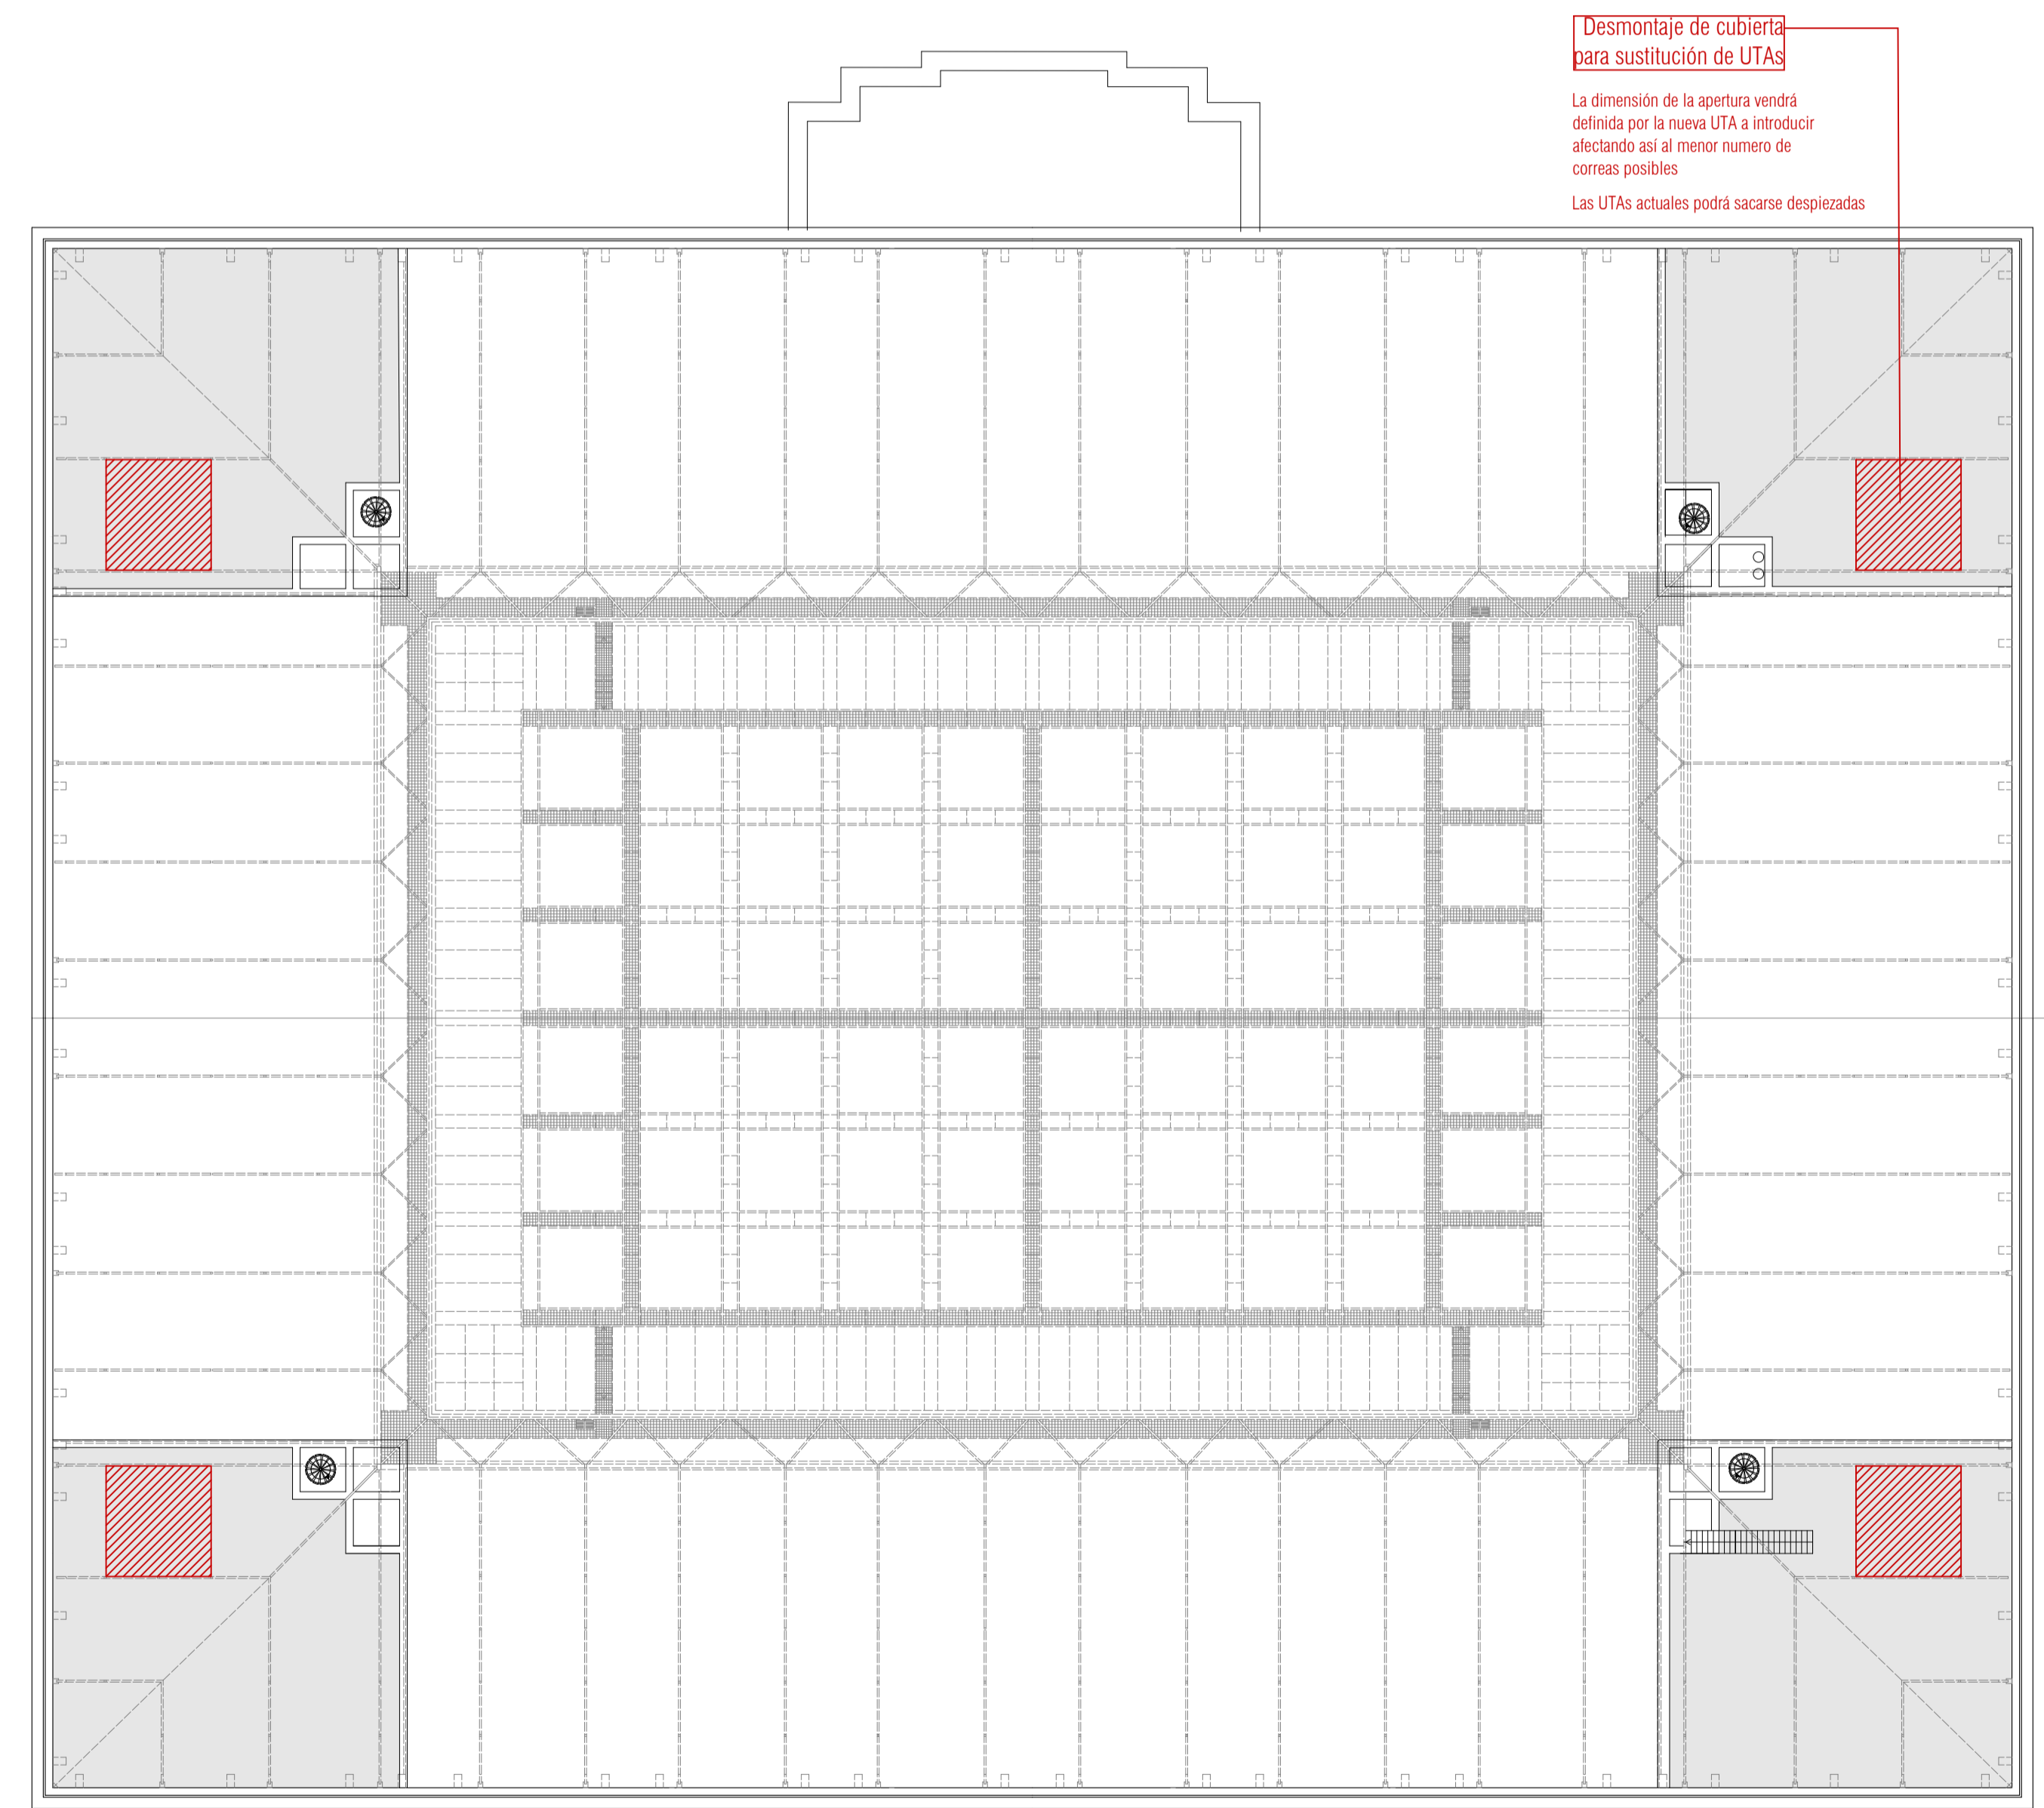 Desmontaje de cubierta
para sustitución de UTAs
La dimensión de la apertura vendrá
definida por la nueva UTA a introducir
afectando así al menor numero de
correas posibles
Las UTAs actuales podrá sacarse despiezadas